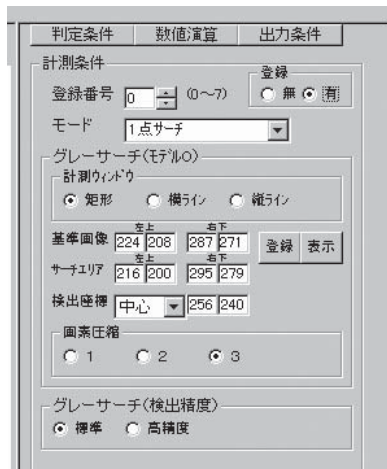 判定条件 数値演算 出力条件
計測条件
登録
登録番号 0 (0～7) 無 有
モード 1点サーチ
グレーサーチ(ﾓﾃﾞﾙ0)
計測ｳｨﾝﾄﾞｳ
矩形 横ﾗｲﾝ 縦ﾗｲﾝ
左上 右下
基準画像 224 208 287 271 登録 表示
左上 右下
ｻｰﾁｴﾘｱ 216 200 295 279
検出座標 中心 256 240
画素圧縮
1 2 3
グレーサーチ(検出精度)
標準 高精度